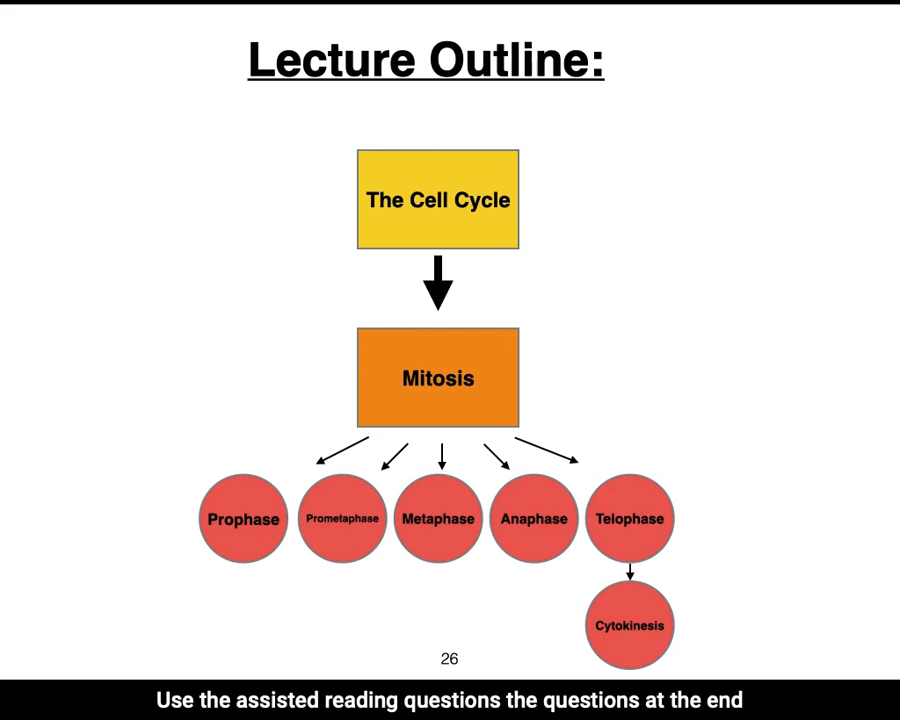 Lecture Outline:
The Cell Cycle
Mitosis
Prophase
Prometaphase
Metaphase
Anaphase
Telophase
Cytokinesis
26
Use the assisted reading questions the questions at the end